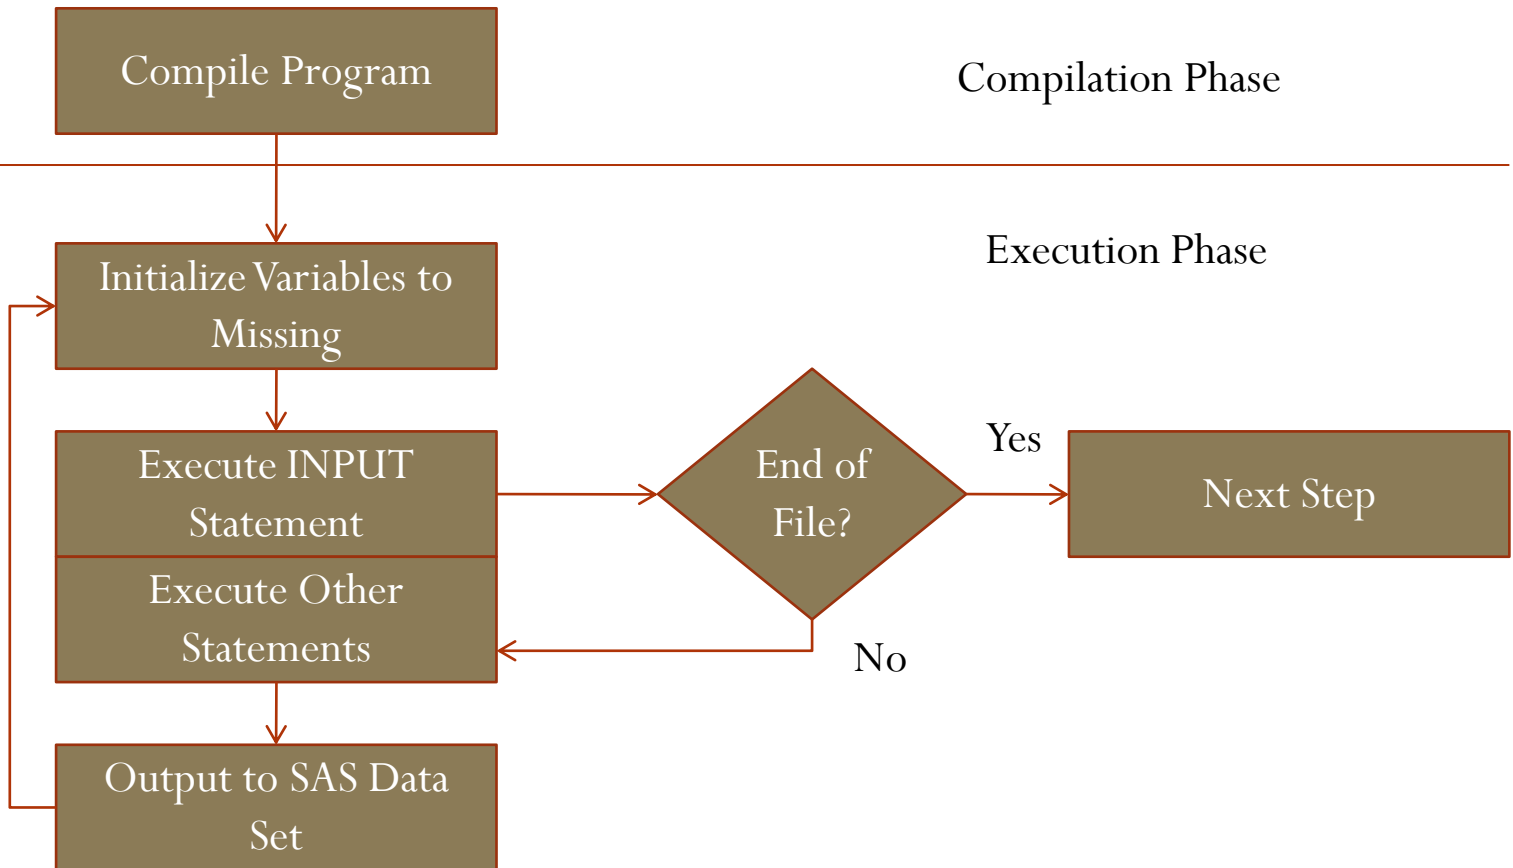 Compile Program
Compilation Phase
Execution Phase
Initialize Variables to
Missing
Execute INPUT
Statement
End of
File?
Yes
Next Step
Execute Other
Statements
No
Output to SAS Data
Set